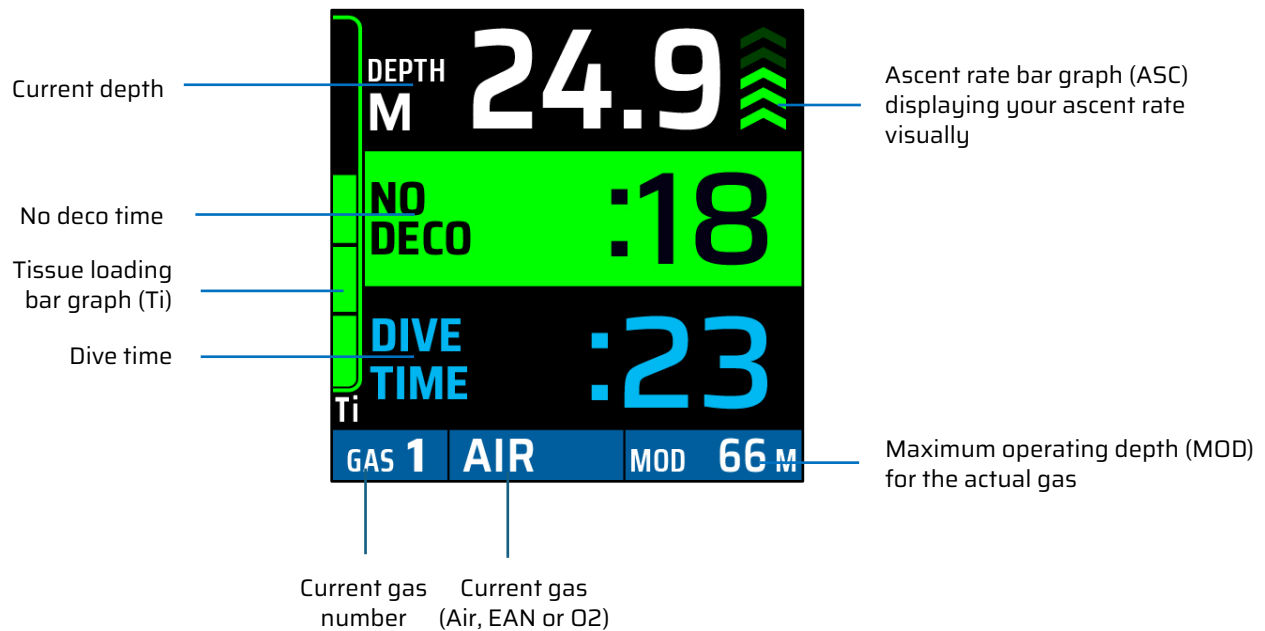 Current depth
DEPTH
M
24.9
Ascent rate bar graph (ASC)
displaying your ascent rate
visually
No deco time
NO
DECO
:18
Tissue loading
bar graph (Ti)
Dive time
DIVE
TIME
:23
Ti
GAS 1 AIR MOD 66 M
Maximum operating depth (MOD)
for the actual gas
Current gas
number
Current gas
(Air, EAN or O2)